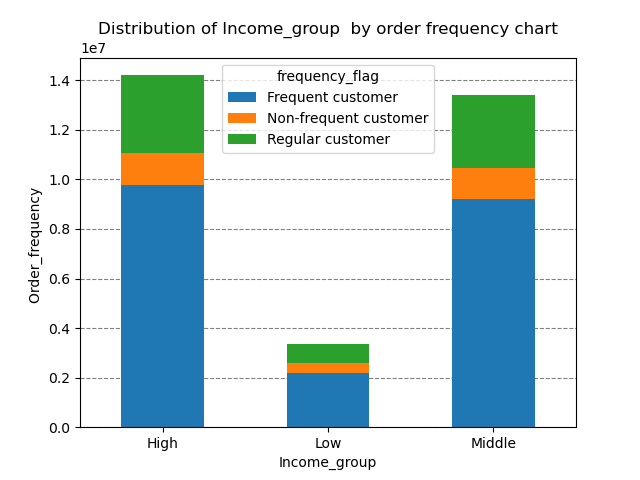 Distribution of Income_group  by order frequency chart
1e7
frequency_flag
Frequent customer
Non-frequent customer
Regular customer
1.4
1.2
1.0
0.8
0.6
0.4
0.2
0.0
Order_frequency
High
Low
Middle
Income_group